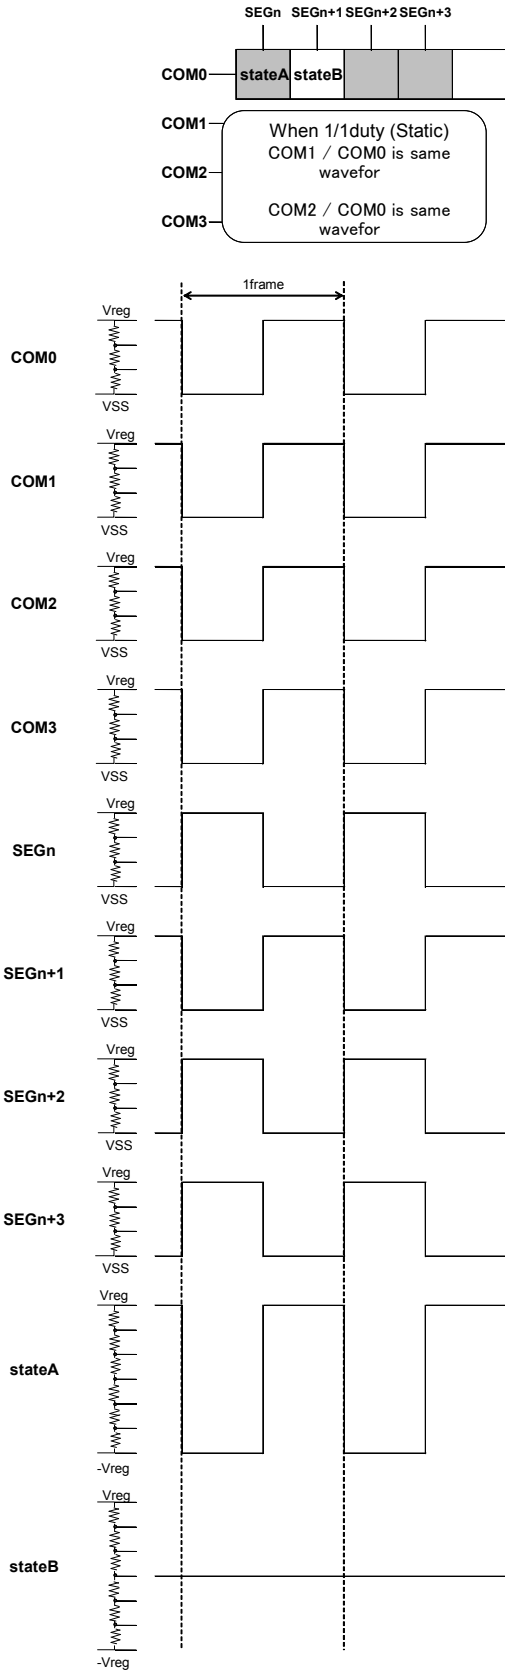 SEGn SEGn+1 SEGn+2 SEGn+3
COM0 stateA stateB
COM1
When 1/1duty (Static)
COM1 / COM0 is same
wavefor
COM2
COM2 / COM0 is same
wavefor
COM3
1frame
Vreg
COM0
VSS
Vreg
COM1
VSS
Vreg
COM2
VSS
Vreg
COM3
VSS
Vreg
SEGn
VSS
Vreg
SEGn+1
VSS
Vreg
SEGn+2
VSS
Vreg
SEGn+3
VSS
Vreg
stateA
-Vreg
Vreg
stateB
-Vreg